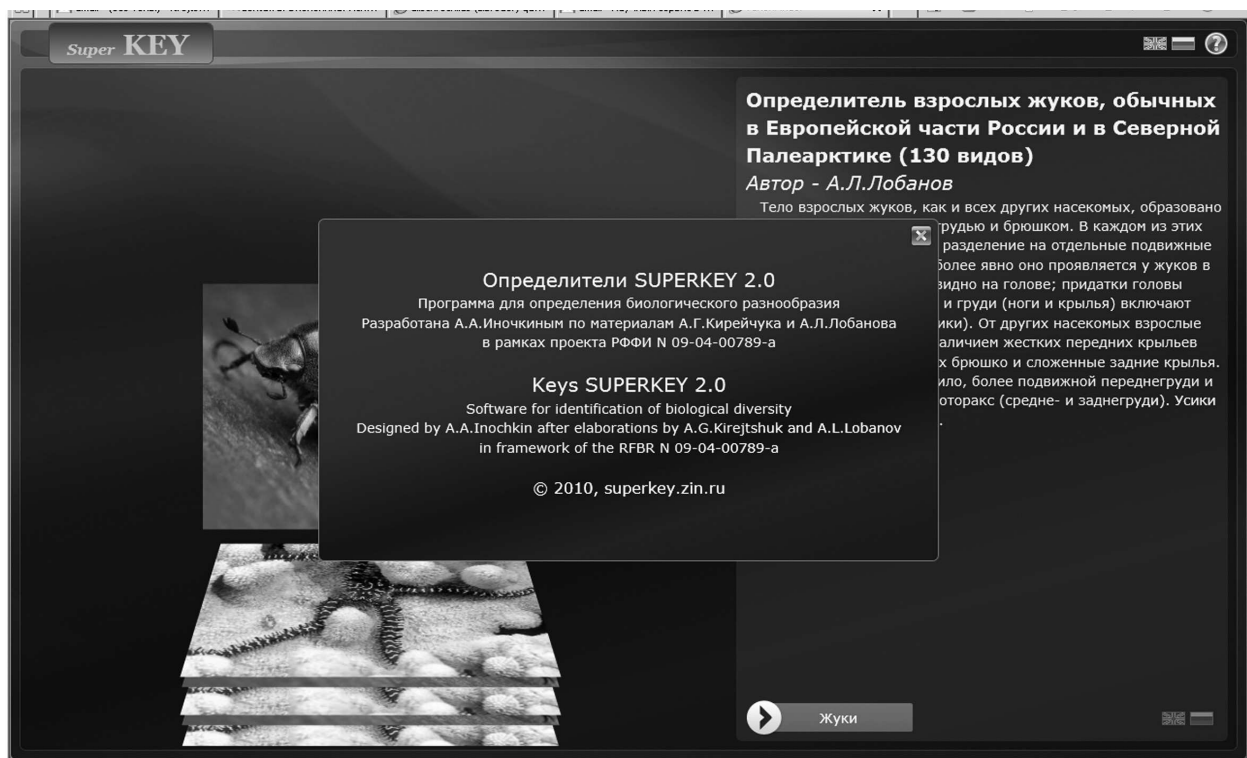 Super KEY
Определитель взрослых жуков, обычных
в Европейской части России и в Северной
Палеарктике (130 видов)
Автор - А.Л.Лобанов
Тело взрослых жуков, как и всех других насекомых, образовано
грудью и брюшком. В каждом из этих
разделение на отдельные подвижные
более явно оно проявляется у жуков в
видно на голове; придатки головы
и груди (ноги и крылья) включают
От других насекомых взрослые
жестких передних крыльев
брюшко и сложенные задние крылья.
более подвижной переднегруди и
(средне- и заднегруди). Усики
Определители SUPERKEY 2.0
Программа для определения биологического разнообразия
Разработана А.А.Иночкиным по материалам А.Г.Кирейчука и А.Л.Лобанова
в рамках проекта РФФИ N 09-04-00789-а
Keys SUPERKEY 2.0
Software for identification of biological diversity
Designed by A.A.Inochkin after elaborations by A.G.Kirejtshuk and A.L.Lobanov
in framework of the RFBR N 09-04-00789-a
© 2010, superkey.zin.ru
Жуки